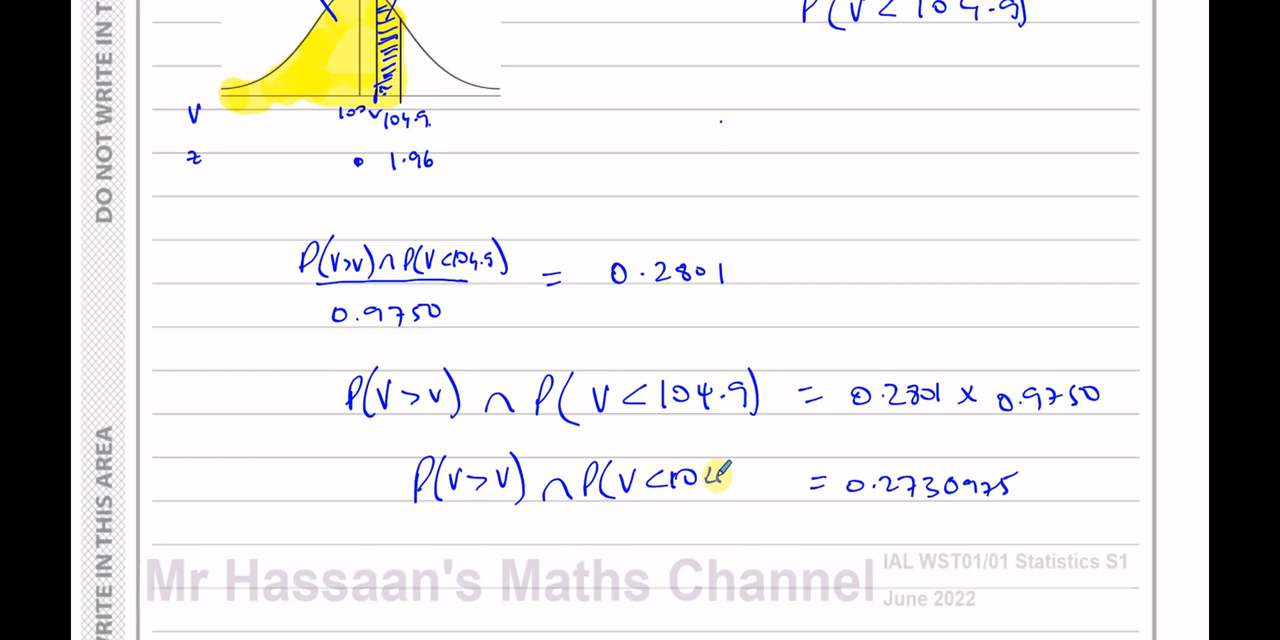 P(V<104.9)
V 100 v 104.9
z 0 1.96
P(V>v)∩P(V<104.9)
0.9750
= 0.2801
P(V>v) ∩ P(V<104.9) = 0.2801 × 0.9750
P(V>v) ∩ P(V<104 = 0.2730975
Mr Hassaan's Maths Channel
IAL WST01/01 Statistics S1
June 2022
DO NOT WRITE IN T
WRITE IN THIS AREA